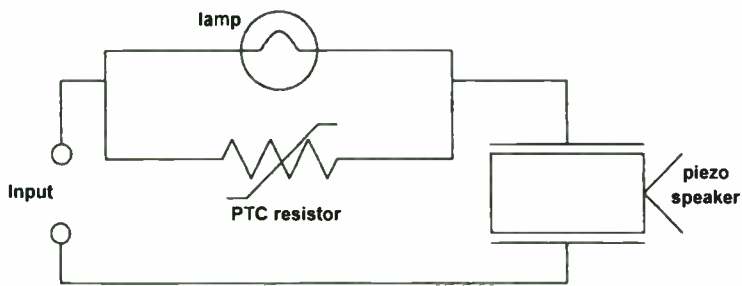 lamp
Input
PTC resistor
piezo
speaker